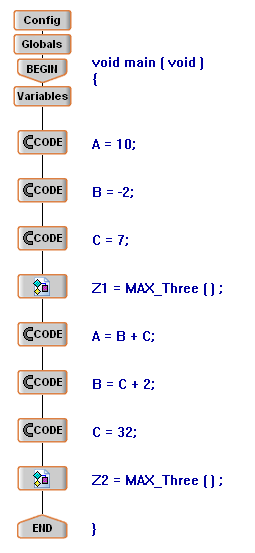 Config
Globals
BEGIN void main ( void )
{
Variables
CODE A = 10;
CODE B = -2;
CODE C = 7;
Z1 = MAX_Three ( ) ;
CODE A = B + C;
CODE B = C + 2;
CODE C = 32;
Z2 = MAX_Three ( ) ;
END }